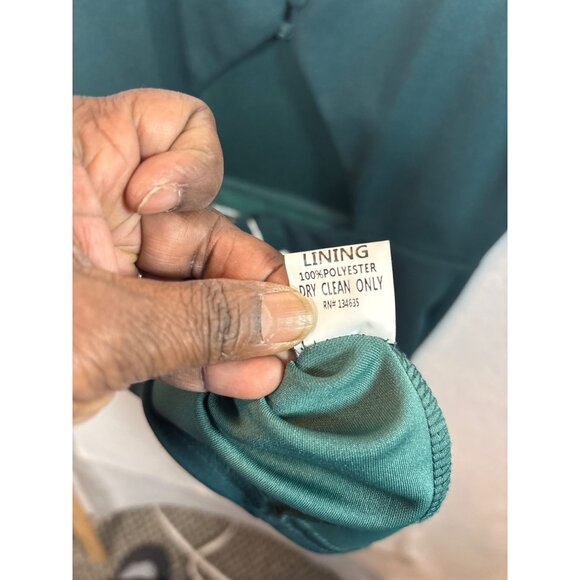 LINING
100%POLYESTER
DRY CLEAN ONLY
RN# 134635